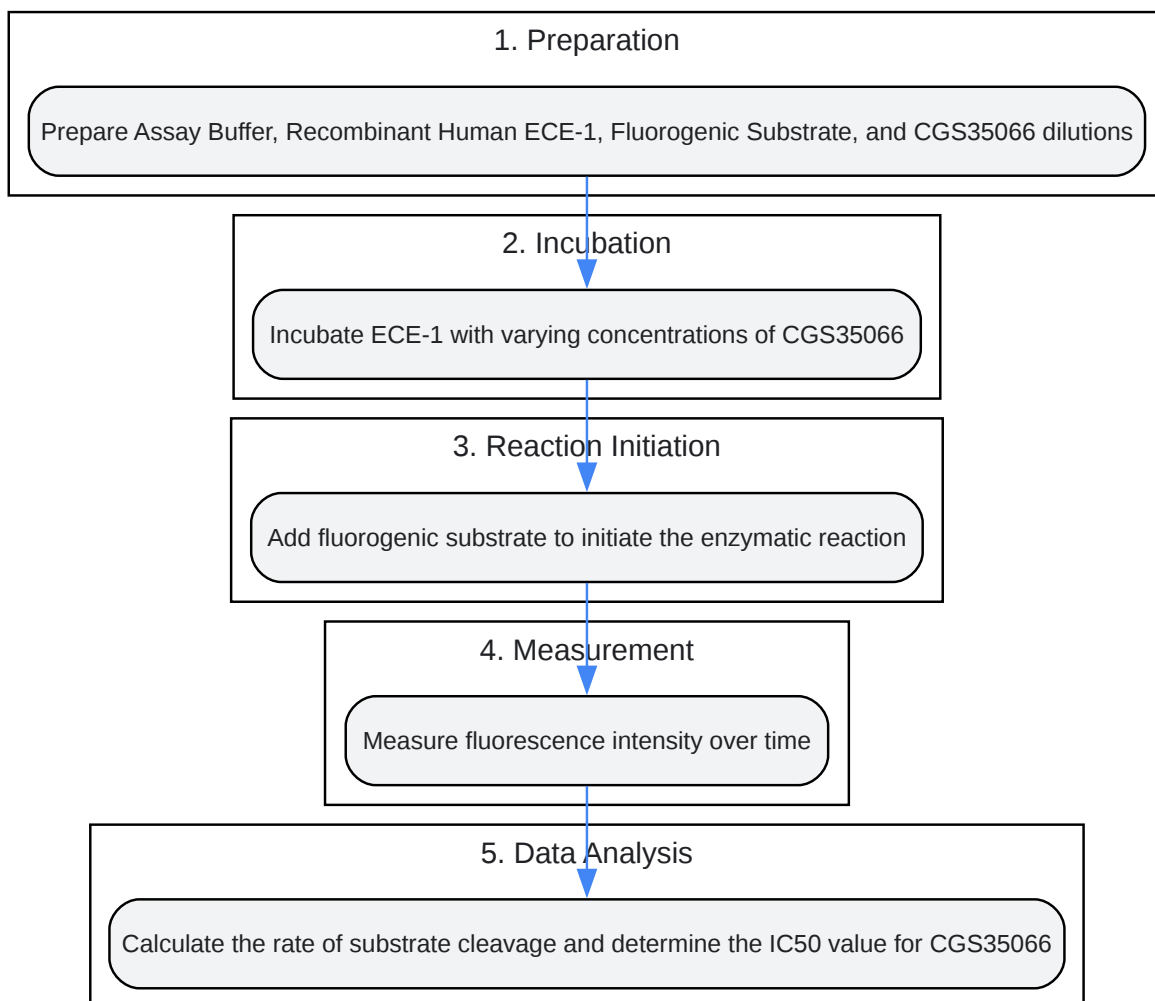 1. Preparation
Prepare Assay Buffer, Recombinant Human ECE-1, Fluorogenic Substrate, and CGS35066 dilutions
2. Incubation
Incubate ECE-1 with varying concentrations of CGS35066
3. Reaction Initiation
Add fluorogenic substrate to initiate the enzymatic reaction
4. Measurement
Measure fluorescence intensity over time
5. Data Analysis
Calculate the rate of substrate cleavage and determine the IC50 value for CGS35066